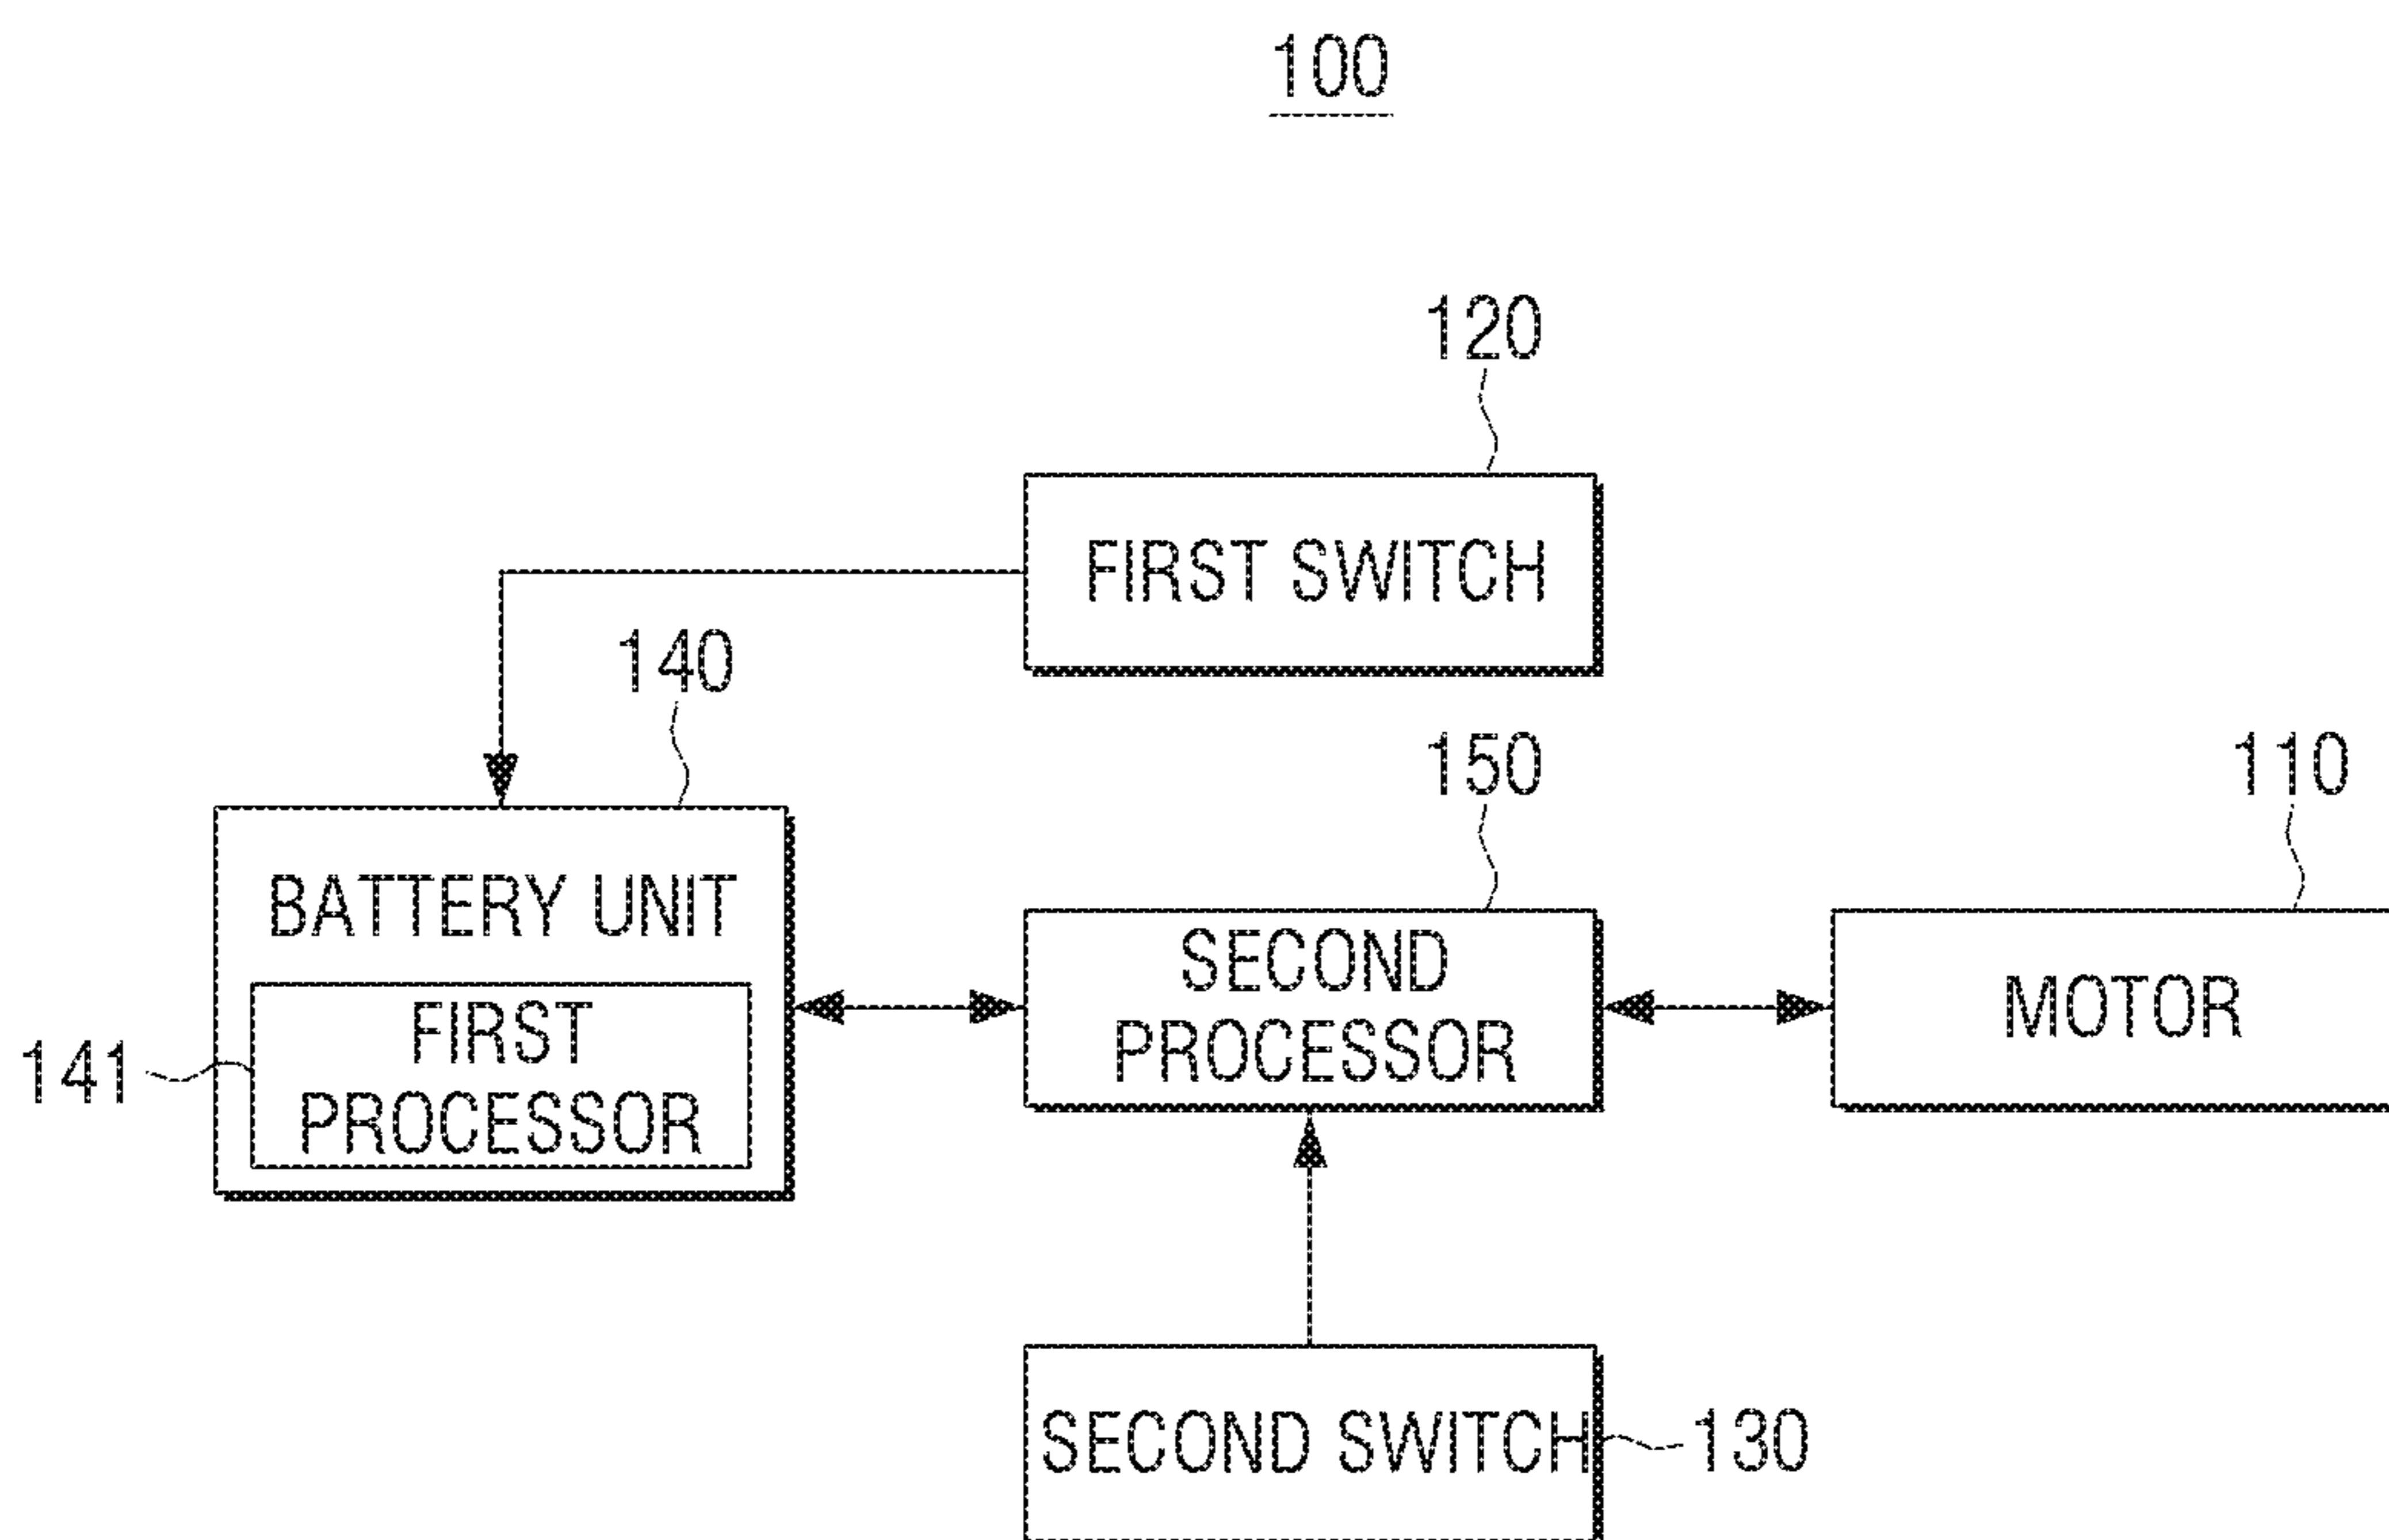 100
120
FIRST SWITCH
140
150
110
BATTERY UNIT
SECOND
PROCESSOR
MOTOR
141
FIRST
PROCESSOR
SECOND SWITCH
130